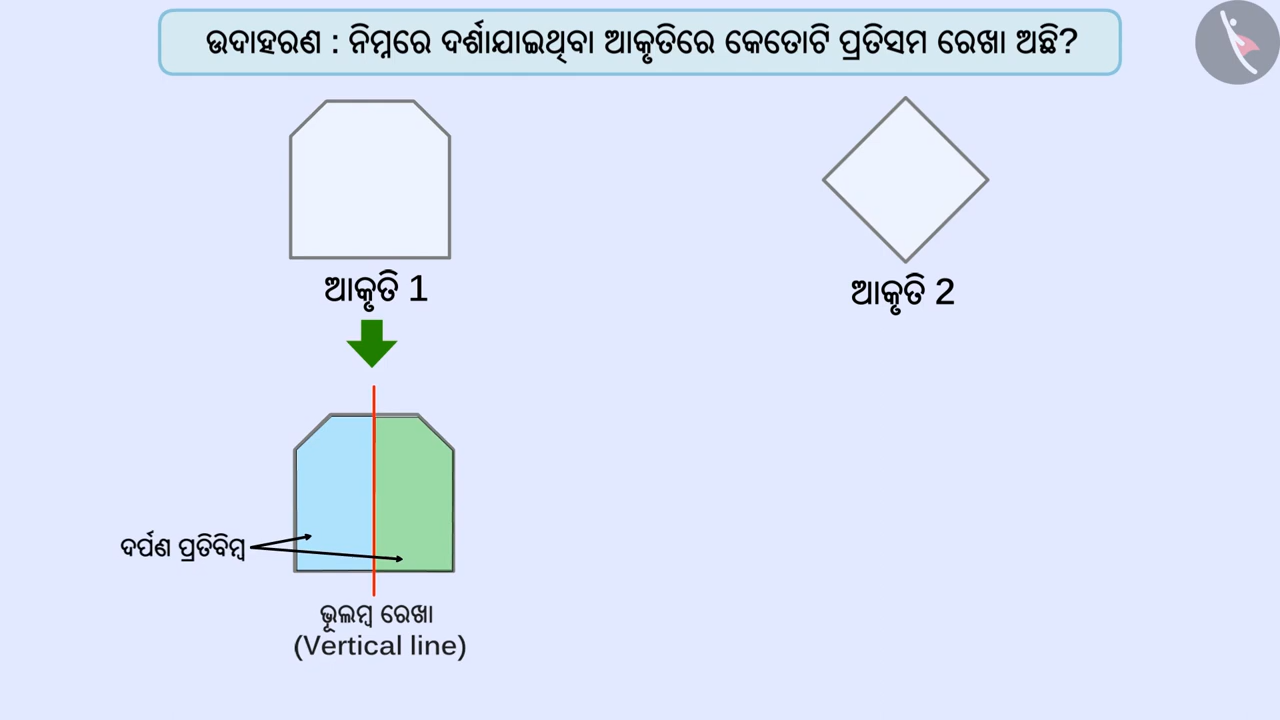 ଉଦାହରଣ : ନିମ୍ନରେ ଦର୍ଶାଯାଇଥିବା ଆକୃତିରେ କେତୋଟି ପ୍ରତିସମ ରେଖା ଅଛି?
ଆକୃତି 1
ଆକୃତି 2
ଦର୍ପଣ ପ୍ରତିବିମ୍ବ
ଭୂଲମ୍ବ ରେଖା
(Vertical line)